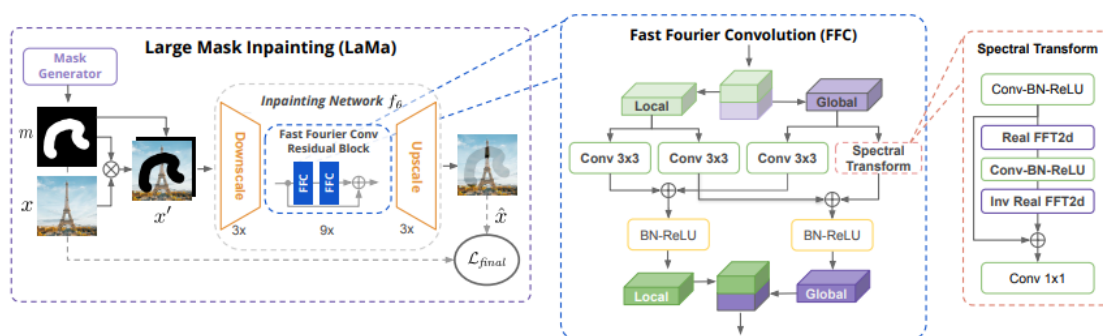 Large Mask Inpainting (LaMa)
Mask
Generator
m
x
x′
Inpainting Network fθ
Downscale
Fast Fourier Conv
Residual Block
FFC
FFC
Upscale
3x
9x
3x
x̂
ℒfinal
Fast Fourier Convolution (FFC)
Local
Global
Conv 3x3
Conv 3x3
Conv 3x3
Spectral
Transform
BN-ReLU
BN-ReLU
Local
Global
Spectral Transform
Conv-BN-ReLU
Real FFT2d
Conv-BN-ReLU
Inv Real FFT2d
Conv 1x1